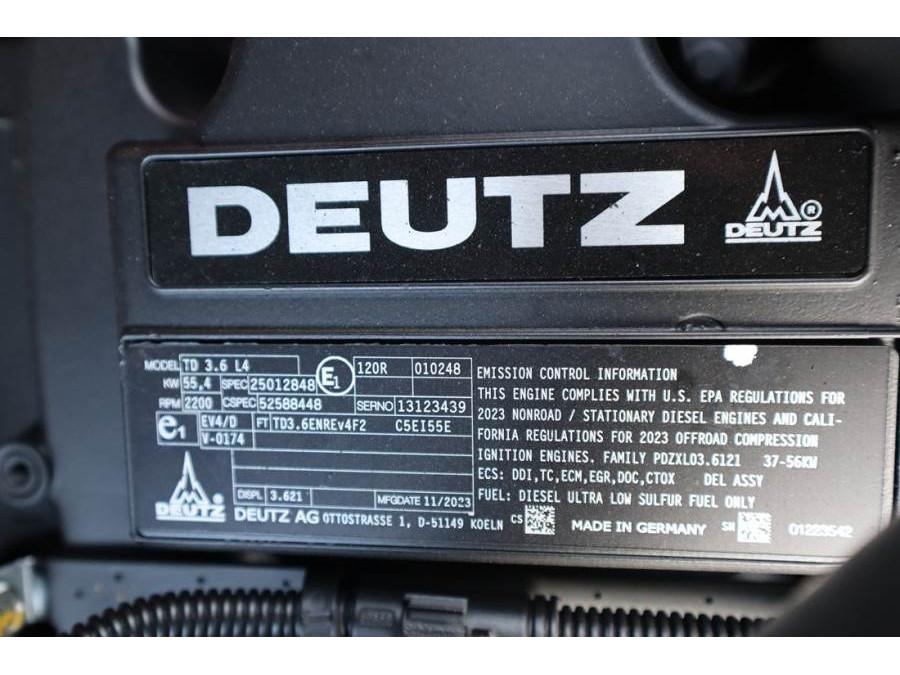 DEUTZ
DEUTZ ®
MODEL TD 3.6 L4
KW 55,4 SPEC 25012848 E1 120R 010248
RPM 2200 CSPEC 52588448 SERNO 13123439
e1 EV4/D FT TD3.6ENREv4F2 C5EI55E
V-0174
DISPL 3.621 MFGDATE 11/2023
DEUTZ
DEUTZ AG OTTOSTRASSE 1, D-51149 KOELN CS
EMISSION CONTROL INFORMATION
THIS ENGINE COMPLIES WITH U.S. EPA REGULATIONS FOR
2023 NONROAD / STATIONARY DIESEL ENGINES AND CALI-
FORNIA REGULATIONS FOR 2023 OFFROAD COMPRESSION
IGNITION ENGINES. FAMILY PDZXL03.6121 37-56KW
ECS: DDI,TC,ECM,EGR,DOC,CTOX DEL ASSY
FUEL: DIESEL ULTRA LOW SULFUR FUEL ONLY
MADE IN GERMANY SN 01223542